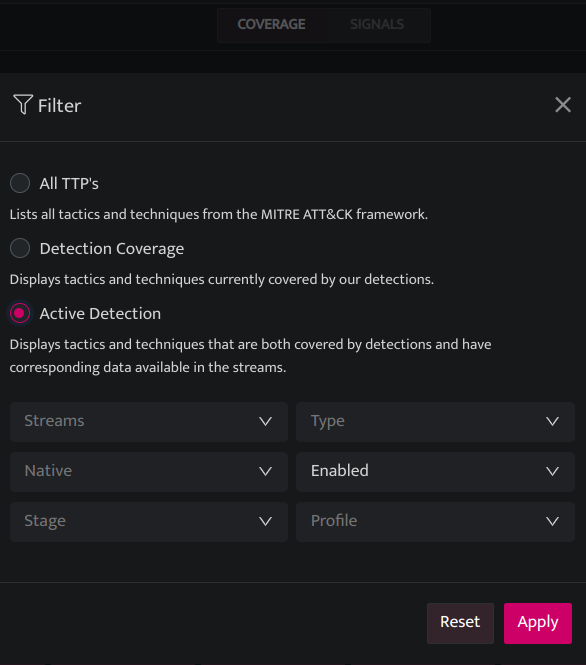 COVERAGE
SIGNALS
Filter
All TTP's
Lists all tactics and techniques from the MITRE ATT&CK framework.
Detection Coverage
Displays tactics and techniques currently covered by our detections.
Active Detection
Displays tactics and techniques that are both covered by detections and have
corresponding data available in the streams.
Streams
Type
Native
Enabled
Stage
Profile
Reset
Apply